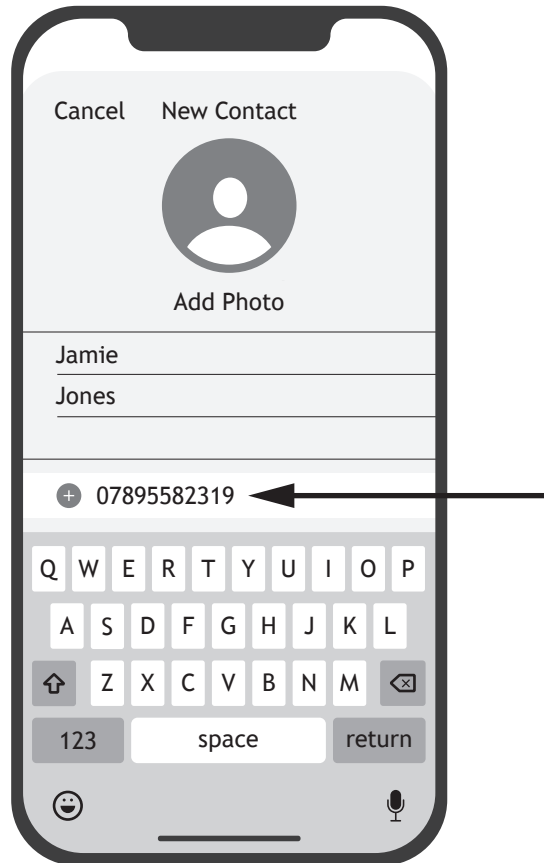 Cancel New Contact
Add Photo
Jamie
Jones
+ 07895582319
Q W E R T Y U I O P
A S D F G H J K L
Z X C V B N M
123 space return